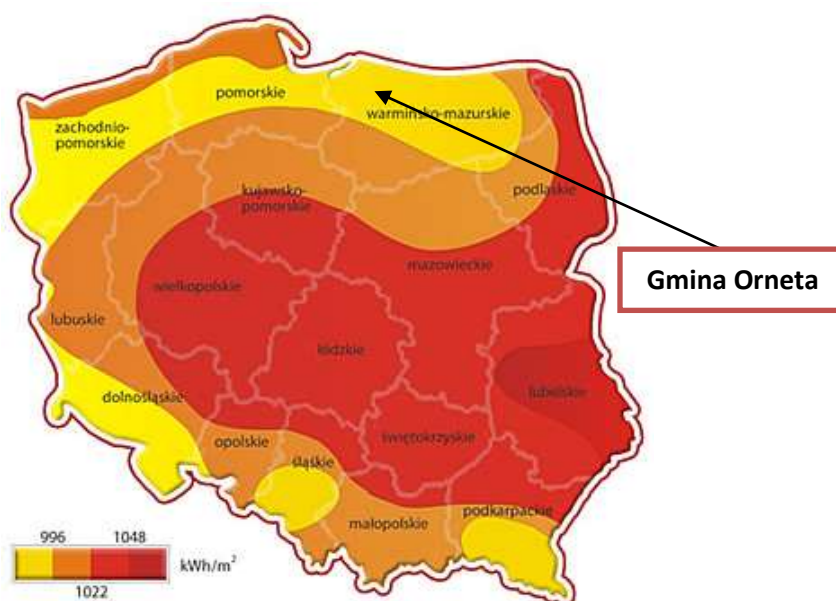 pomorskie
warmińsko-mazurskie
zachodnio-
pomorskie
kujawsko-
pomorskie
podlaskie
mazowieckie
Gmina Orneta
wielkopolskie
lubuskie
łódzkie
lubelskie
dolnośląskie
opolskie
świętokrzyskie
śląskie
podkarpackie
małopolskie
996 1048
kWh/m²
1022